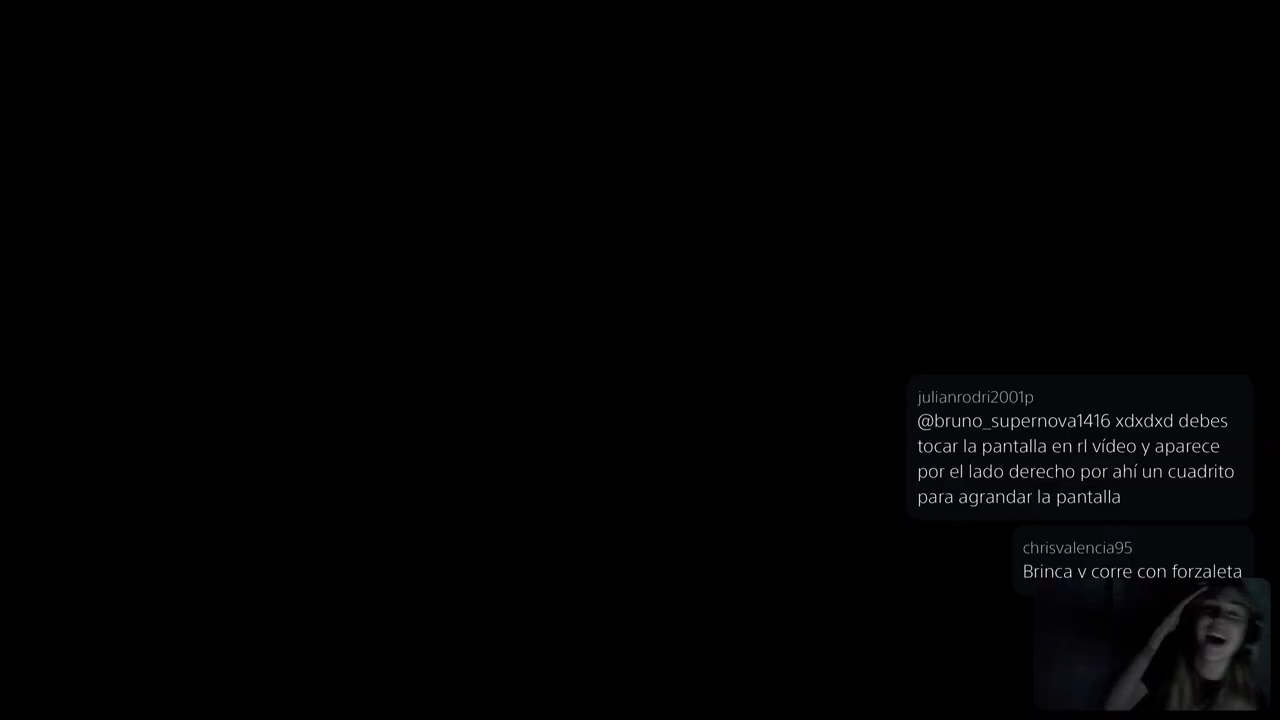 julianrodri2001p
@bruno_supernova1416 xdxdxd debes
tocar la pantalla en rl vídeo y aparece
por el lado derecho por ahí un cuadrito
para agrandar la pantalla
chrisvalencia95
Brinca y corre con forzaleta